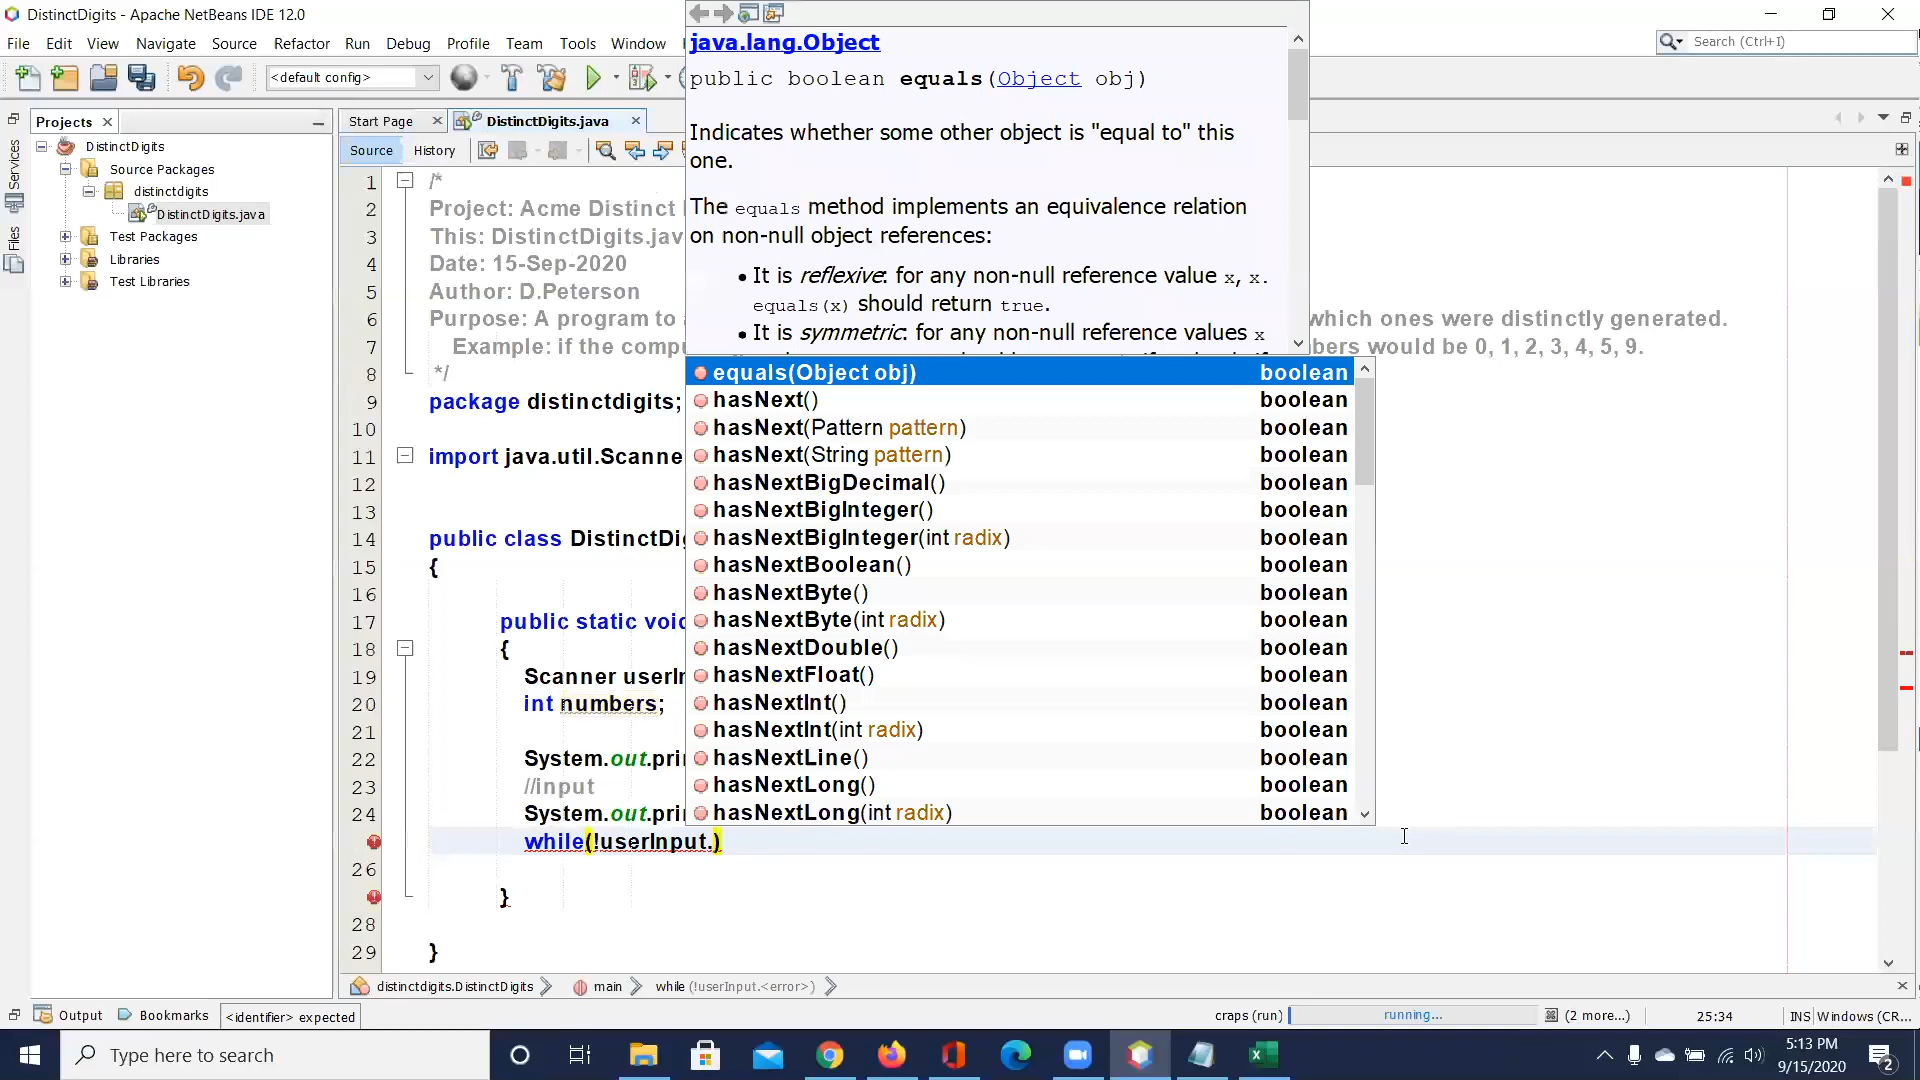 DistinctDigits - Apache NetBeans IDE 12.0
File Edit View Navigate Source Refactor Run Debug Profile Team Tools Window
Search (Ctrl+I)
<default config>
Projects
Start Page
DistinctDigits.java
Source
History
Services
Files
DistinctDigits
Source Packages
distinctdigits
DistinctDigits.java
Test Packages
Libraries
Test Libraries
java.lang.Object
public boolean equals(Object obj)
Indicates whether some other object is "equal to" this
one.
The equals method implements an equivalence relation
on non-null object references:
• It is reflexive: for any non-null reference value x, x.
equals(x) should return true.
• It is symmetric: for any non-null reference values x
1 /*
2 Project: Acme Distinct
3 This: DistinctDigits.jav
4 Date: 15-Sep-2020
5 Author: D.Peterson
6 Purpose: A program to which ones were distinctly generated.
7 Example: if the compu mbers would be 0, 1, 2, 3, 4, 5, 9.
8 */
9 package distinctdigits;
10
11 import java.util.Scanne
12
13
14 public class DistinctDi
15 {
16
17 public static voic
18 {
19 Scanner userIn
20 int numbers;
21
22 System.out.prin
23 //input
24 System.out.prin
while(!userInput.)
26
}
28
29 }
equals(Object obj) boolean
hasNext() boolean
hasNext(Pattern pattern) boolean
hasNext(String pattern) boolean
hasNextBigDecimal() boolean
hasNextBigInteger() boolean
hasNextBigInteger(int radix) boolean
hasNextBoolean() boolean
hasNextByte() boolean
hasNextByte(int radix) boolean
hasNextDouble() boolean
hasNextFloat() boolean
hasNextInt() boolean
hasNextInt(int radix) boolean
hasNextLine() boolean
hasNextLong() boolean
hasNextLong(int radix) boolean
distinctdigits.DistinctDigits main while (!userInput.<error>)
Output Bookmarks <identifier> expected
craps (run) running... (2 more...) 25:34 INS Windows (CR...
Type here to search
5:13 PM
9/15/2020
2